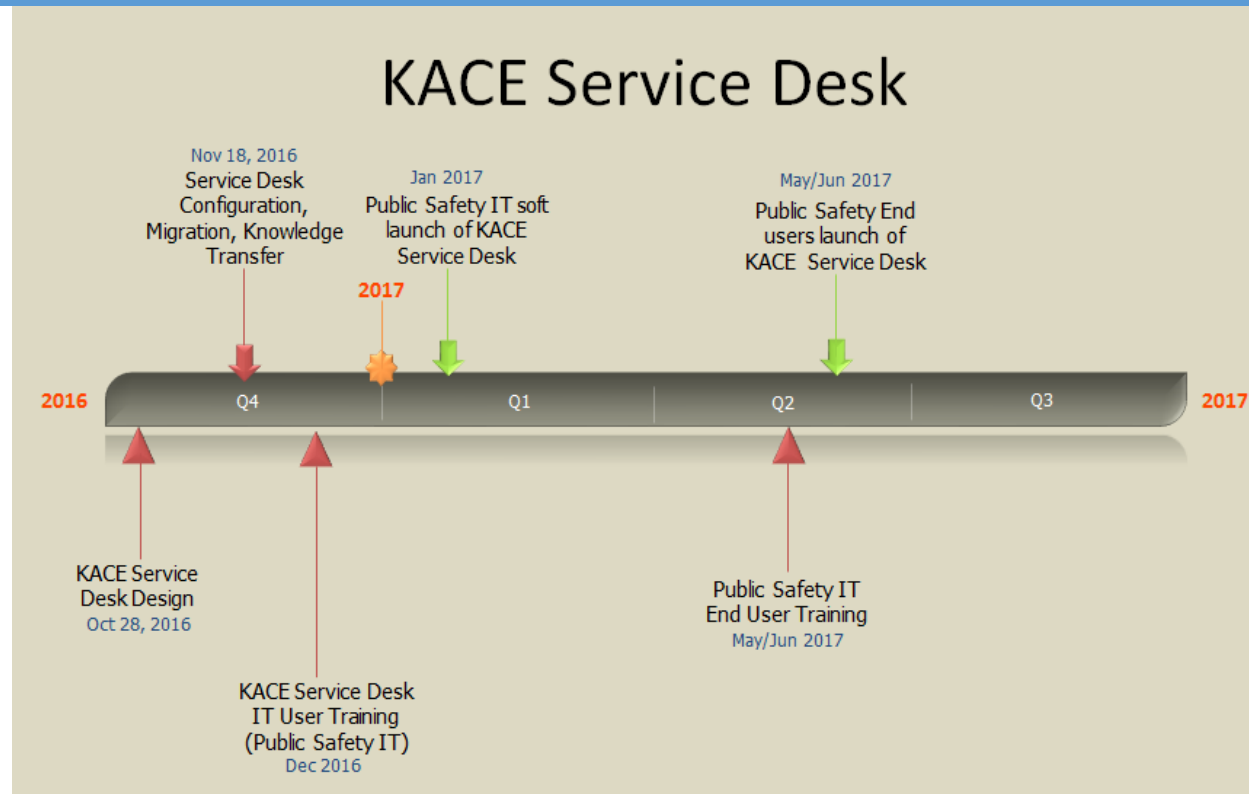 KACE Service Desk
Nov 18, 2016
Service Desk
Configuration,
Migration, Knowledge
Transfer
Jan 2017
Public Safety IT soft
launch of KACE
Service Desk
May/Jun 2017
Public Safety End
users launch of
KACE Service Desk
2017
2016
Q4
Q1
Q2
Q3
2017
KACE Service
Desk Design
Oct 28, 2016
KACE Service Desk
IT User Training
(Public Safety IT)
Dec 2016
Public Safety IT
End User Training
May/Jun 2017